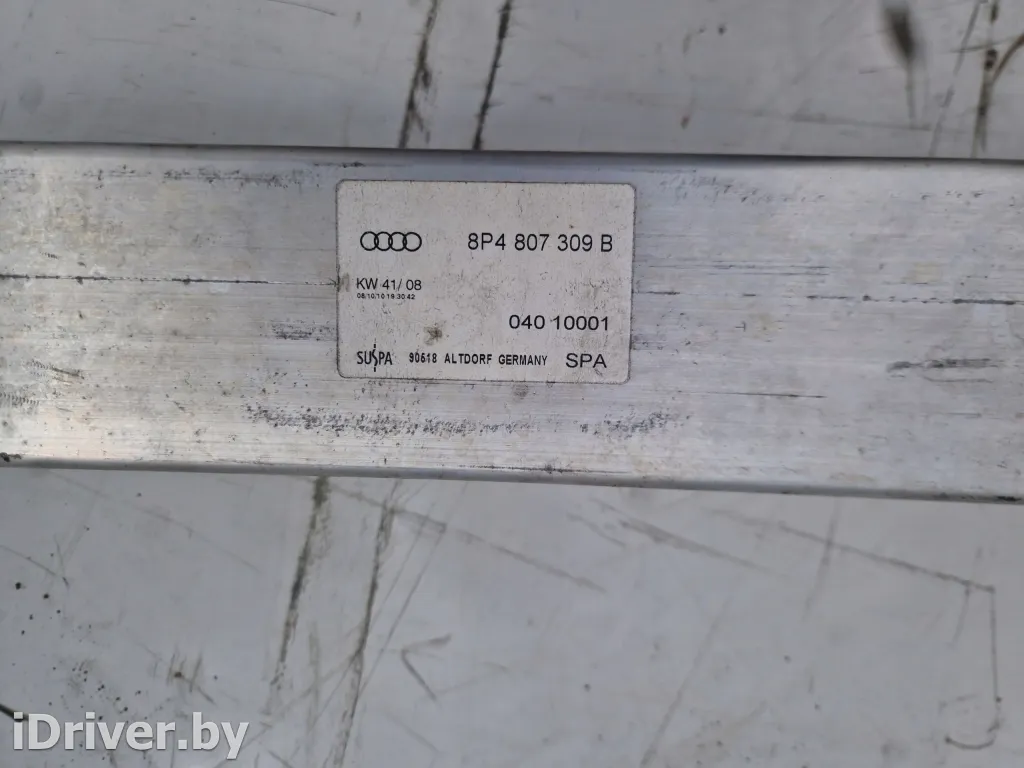 8P4 807 309 B
KW 41/ 08
08/10/10 19:30:42
040 10001
SUSPA 90518 ALTDORF GERMANY SPA
iDriver.by